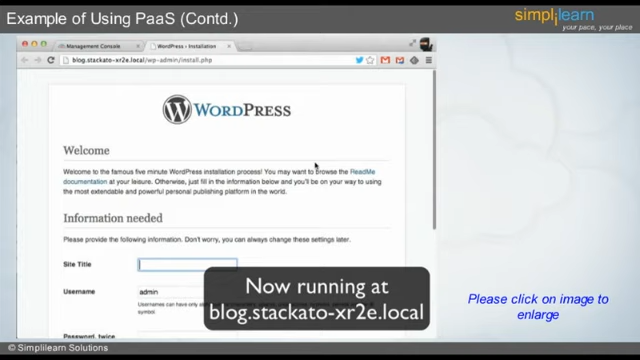 Example of Using PaaS (Contd.)
simplilearn
your pace, your place
Management Console
WordPress › Installation
blog.stackato-xr2e.local/wp-admin/install.php
WORDPRESS
Welcome
Welcome to the famous five minute WordPress installation process! You may want to browse the ReadMe
documentation at your leisure. Otherwise, just fill in the information below and you'll be on your way to using
the most extendable and powerful personal publishing platform in the world.
Information needed
Please provide the following information. Don't worry, you can always change these settings later.
Site Title
Username
admin
Usernames can have only
symbol.
Password, twice
Now running at
blog.stackato-xr2e.local
Please click on image to
enlarge
© Simplilearn Solutions